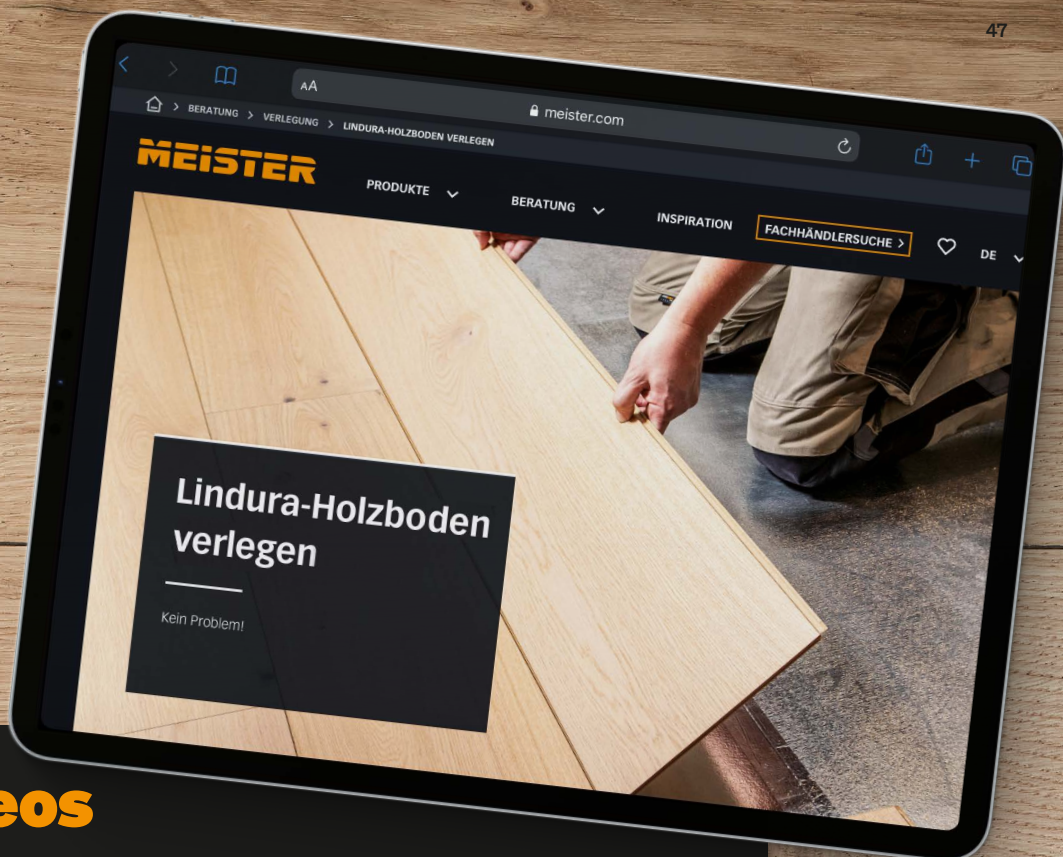 47
AA
meister.com
BERATUNG > VERLEGUNG > LINDURA-HOLZBODEN VERLEGEN
MEISTER
PRODUKTE
BERATUNG
INSPIRATION
FACHHÄNDLERSUCHE >
DE
Lindura-Holzboden
verlegen
Kein Problem!
eos